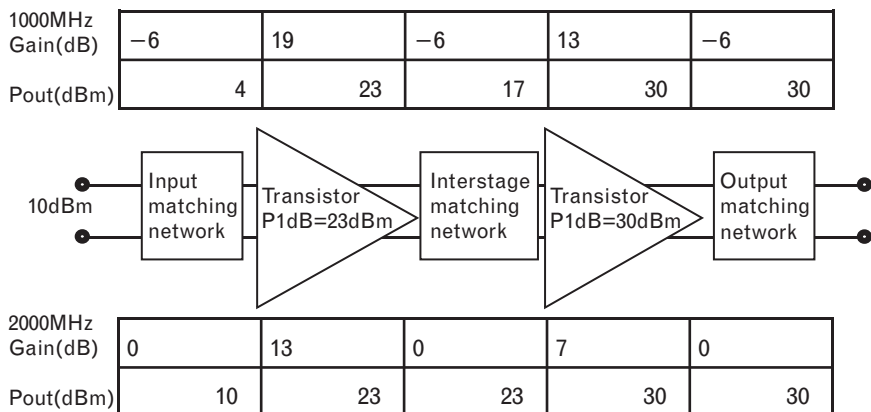 1000MHz
Gain(dB) −6 19 −6 13 −6
Pout(dBm) 4 23 17 30 30
10dBm
Input
matching
network
Transistor
P1dB=23dBm
Interstage
matching
network
Transistor
P1dB=30dBm
Output
matching
network
2000MHz
Gain(dB) 0 13 0 7 0
Pout(dBm) 10 23 23 30 30